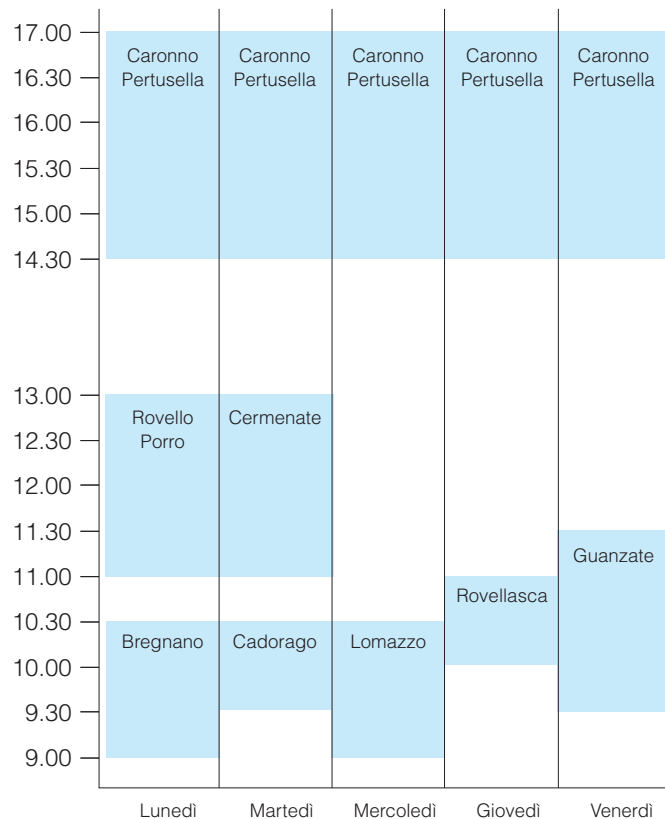 17.00
16.30
16.00
15.30
15.00
14.30
13.00
12.30
12.00
11.30
11.00
10.30
10.00
9.30
9.00
Caronno
Pertusella
Caronno
Pertusella
Caronno
Pertusella
Caronno
Pertusella
Caronno
Pertusella
Rovello
Porro
Cermenate
Guanzate
Rovellasca
Bregnano
Cadorago
Lomazzo
Lunedì
Martedì
Mercoledì
Giovedì
Venerdì